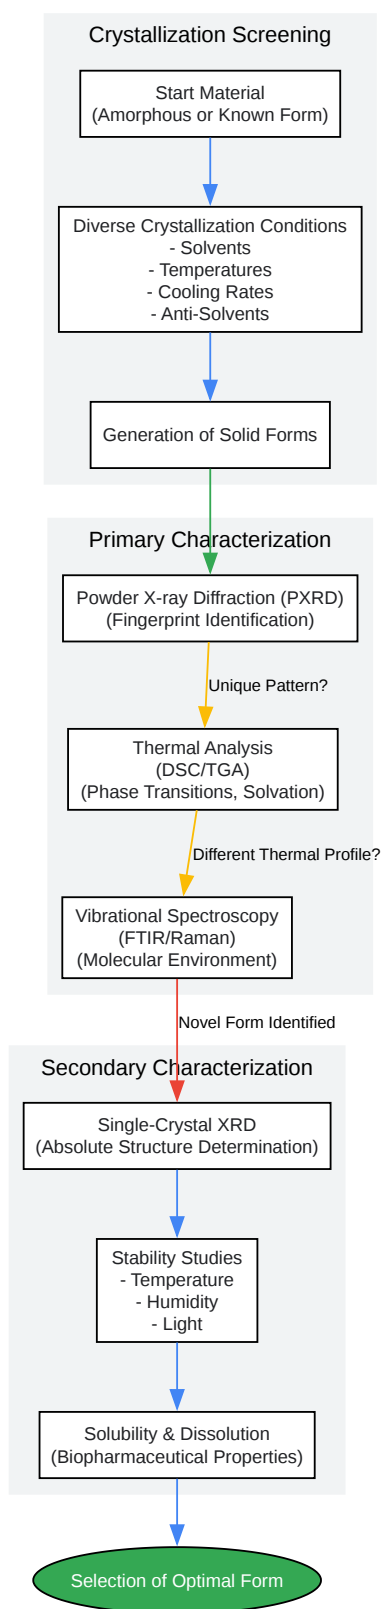 Crystallization Screening
Start Material
(Amorphous or Known Form)
Diverse Crystallization Conditions
- Solvents
- Temperatures
- Cooling Rates
- Anti-Solvents
Generation of Solid Forms
Primary Characterization
Powder X-ray Diffraction (PXRD)
(Fingerprint Identification)
Unique Pattern?
Thermal Analysis
(DSC/TGA)
(Phase Transitions, Solvation)
Different Thermal Profile?
Vibrational Spectroscopy
(FTIR/Raman)
(Molecular Environment)
Novel Form Identified
Secondary Characterization
Single-Crystal XRD
(Absolute Structure Determination)
Stability Studies
- Temperature
- Humidity
- Light
Solubility & Dissolution
(Biopharmaceutical Properties)
Selection of Optimal Form